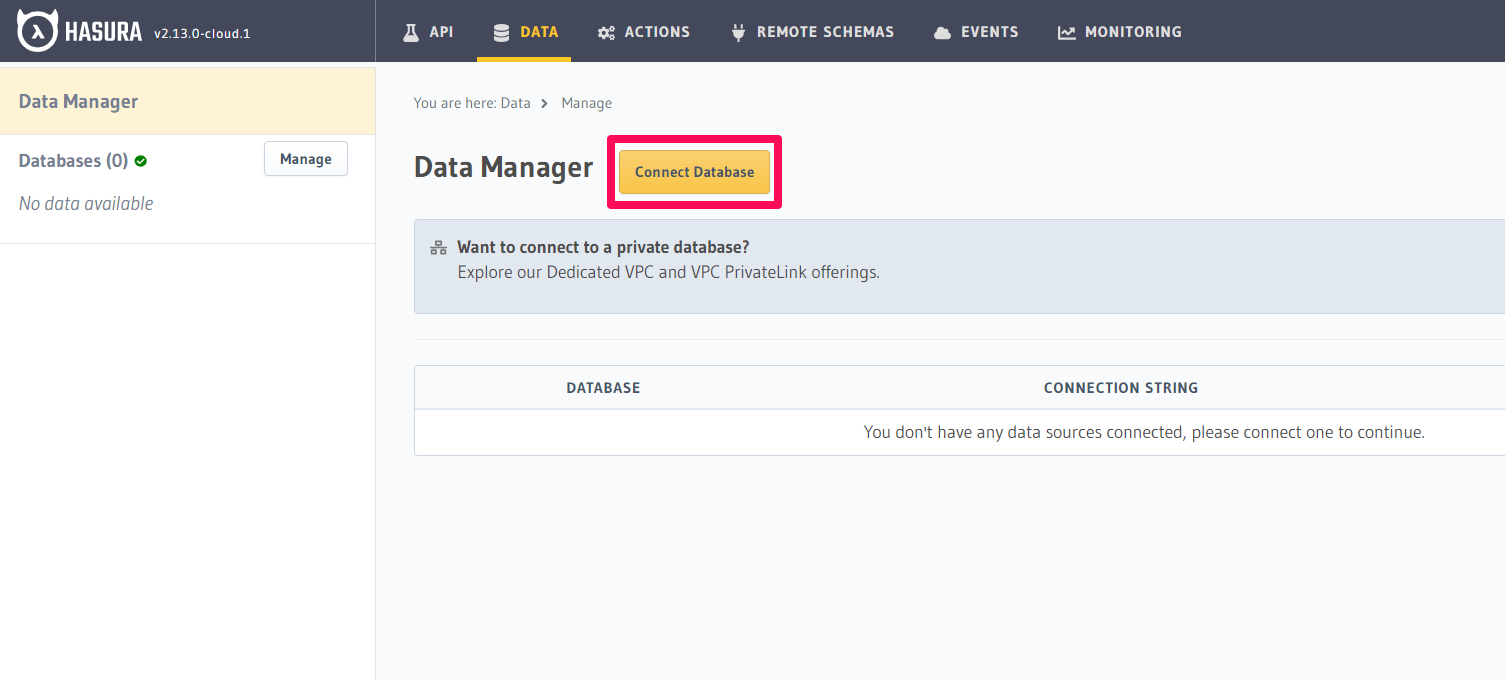 HASURA v2.13.0-cloud.1 API DATA ACTIONS REMOTE SCHEMAS EVENTS MONITORING
Data Manager
Databases (0) Manage
No data available
You are here: Data Manage
Data Manager Connect Database
Want to connect to a private database?
Explore our Dedicated VPC and VPC PrivateLink offerings.
DATABASE CONNECTION STRING
You don't have any data sources connected, please connect one to continue.